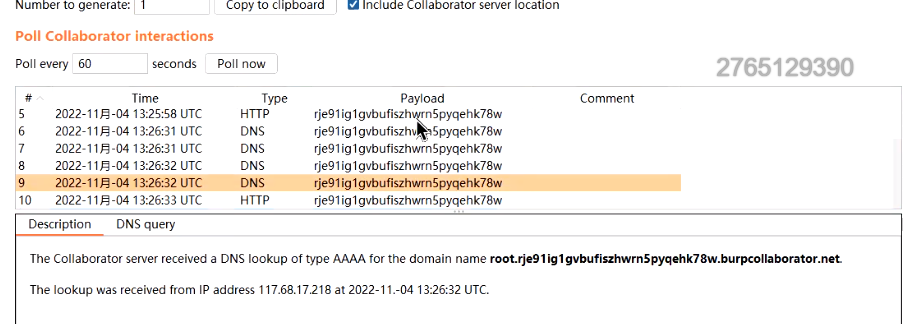 Number to generate: 1 Copy to clipboard Include Collaborator server location
Poll Collaborator interactions
Poll every 60 seconds Poll now
2765129390
# Time Type Payload Comment
5 2022-11月-04 13:25:58 UTC HTTP rje91ig1gvbufiszhwrn5pyqehk78w
6 2022-11月-04 13:26:31 UTC DNS rje91ig1gvbufiszhwrn5pyqehk78w
7 2022-11月-04 13:26:31 UTC DNS rje91ig1gvbufiszhwrn5pyqehk78w
8 2022-11月-04 13:26:32 UTC DNS rje91ig1gvbufiszhwrn5pyqehk78w
9 2022-11月-04 13:26:32 UTC DNS rje91ig1gvbufiszhwrn5pyqehk78w
10 2022-11月-04 13:26:33 UTC HTTP rje91ig1gvbufiszhwrn5pyqehk78w
Description DNS query
The Collaborator server received a DNS lookup of type AAAA for the domain name root.rje91ig1gvbufiszhwrn5pyqehk78w.burpcollaborator.net.
The lookup was received from IP address 117.68.17.218 at 2022-11.-04 13:26:32 UTC.